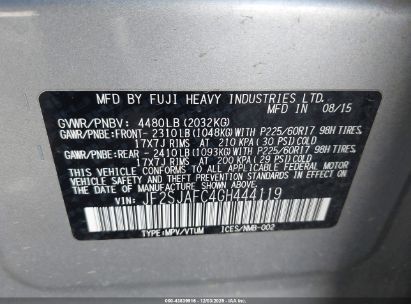 MFD BY FUJI HEAVY INDUSTRIES LTD.
MFD IN 08/15
GVWR/PNBV: 4480LB(2032KG)
GAWR/PNBE:FRONT- 2310LB(1048KG)WITH P225/60R17 98H TIRES,
17X7J RIMS AT 210 KPA(30 PSI)COLD
GAWR/PNBE:REAR - 2410LB(1093KG)WITH P225/60R17 98H TIRES,
17X7J RIMS AT 200 KPA(29 PSI)COLD
THIS VEHICLE CONFORMS TO ALL APPLICABLE FEDERAL MOTOR
VEHICLE SAFETY AND THEFT PREVENTION STANDARDS IN EFFECT ON
THE DATE OF MANUFACTURE SHOWN ABOVE.
VIN: JF2SJAFC4GH444119
TYPE:MPV/VTUM ICES/NMB-002
12/03/2025